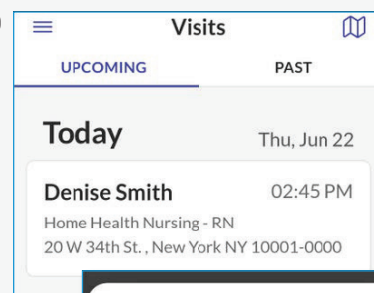 Visits
UPCOMING PAST
Today Thu, Jun 22
Denise Smith 02:45 PM
Home Health Nursing - RN
20 W 34th St. , New York NY 10001-0000